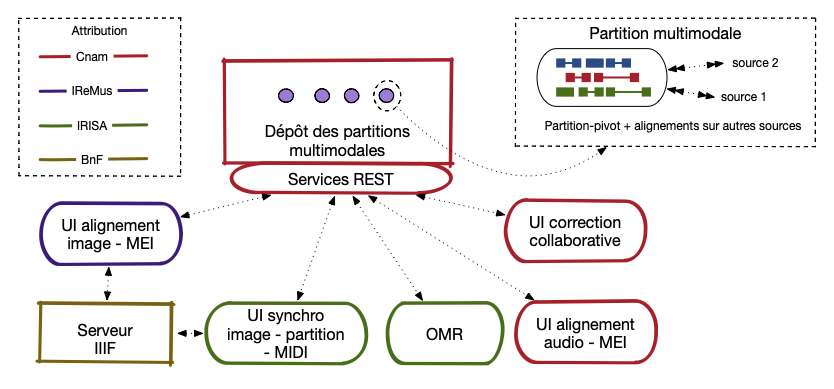 Attribution
Cnam
IReMus
IRISA
BnF
Dépôt des partitions
multimodales
Services REST
Partition multimodale
source 2
source 1
Partition-pivot + alignements sur autres sources
UI alignement
image - MEI
UI correction
collaborative
Serveur
IIIF
UI synchro
image - partition
- MIDI
OMR
UI alignement
audio - MEI